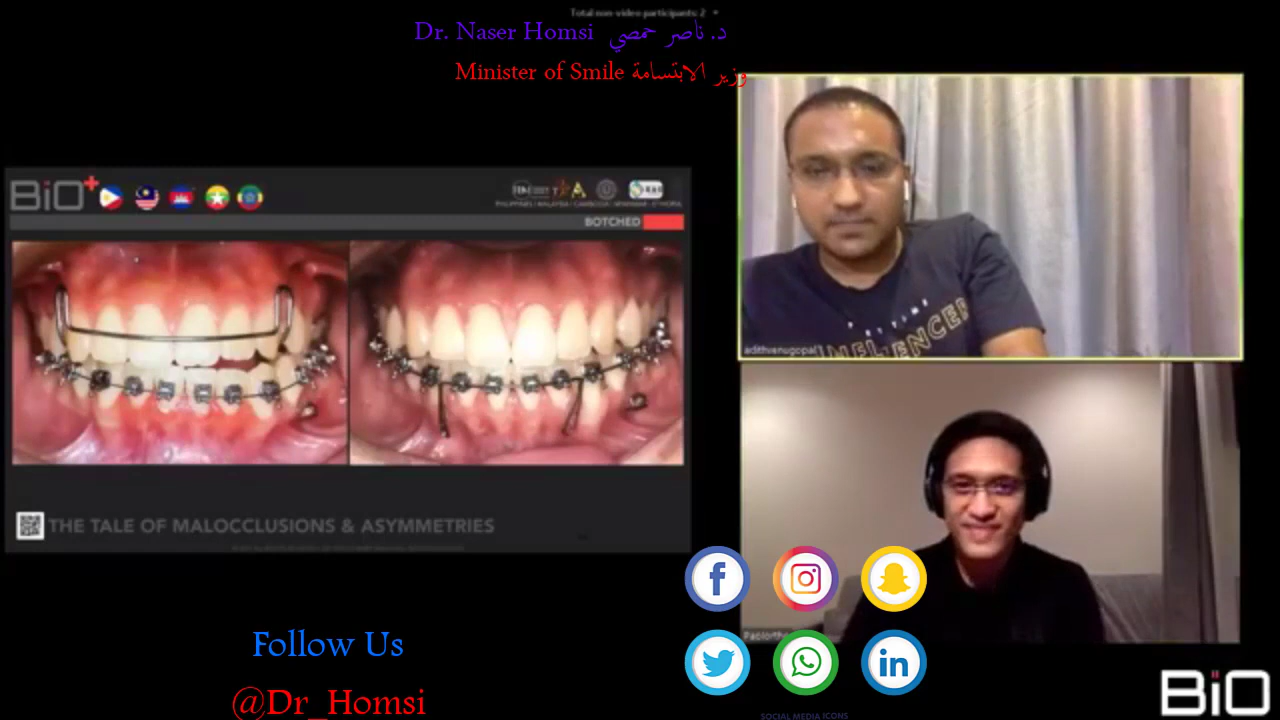 Total non-video participants: 2
Dr. Naser Homsi د. ناصر حمصي
Minister of Smile وزير الابتسامة
BiO+
BOTCHED
THE TALE OF MALOCCLUSIONS & ASYMMETRIES
adithvenugopal
INFLUENCER
Follow Us
@Dr_Homsi
SOCIAL MEDIA ICONS
BiO